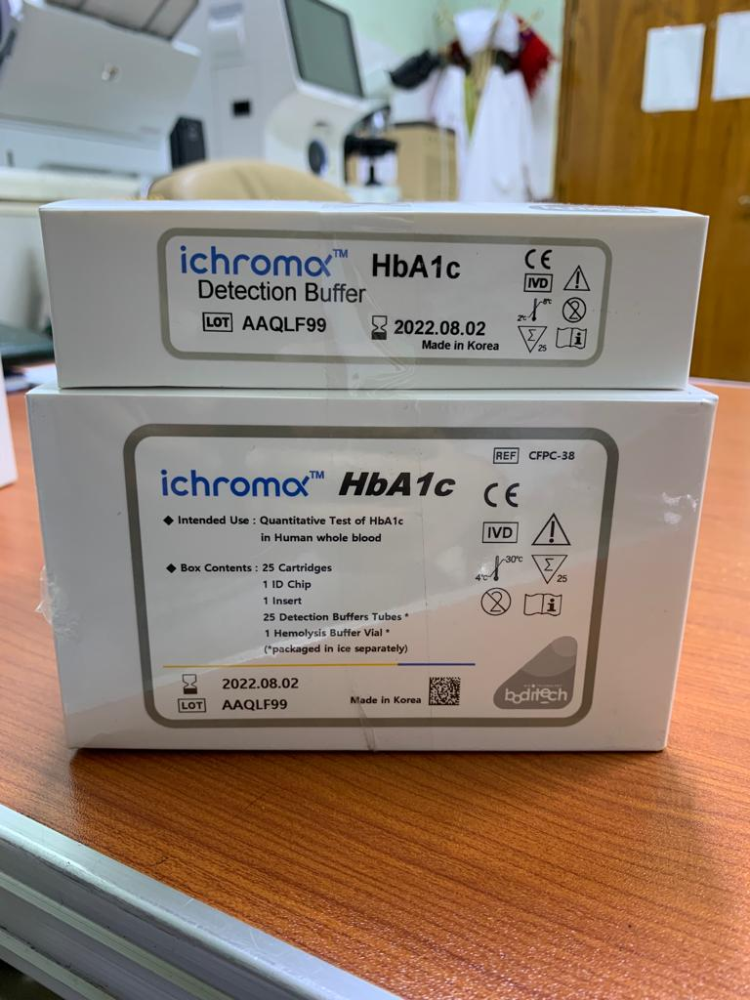 ichroma™ HbA1c
Detection Buffer
LOT AAQLF99
2022.08.02
Made in Korea
CE
IVD
2℃ 8℃
2
Σ 25
i
REF CFPC-38
ichroma™ HbA1c
CE
◆ Intended Use : Quantitative Test of HbA1c
in Human whole blood
IVD
◆ Box Contents : 25 Cartridges
1 ID Chip
1 Insert
25 Detection Buffers Tubes *
1 Hemolysis Buffer Vial *
(*packaged in ice separately)
4℃ 30℃
Σ 25
2
i
2022.08.02
LOT AAQLF99
Made in Korea
boditech